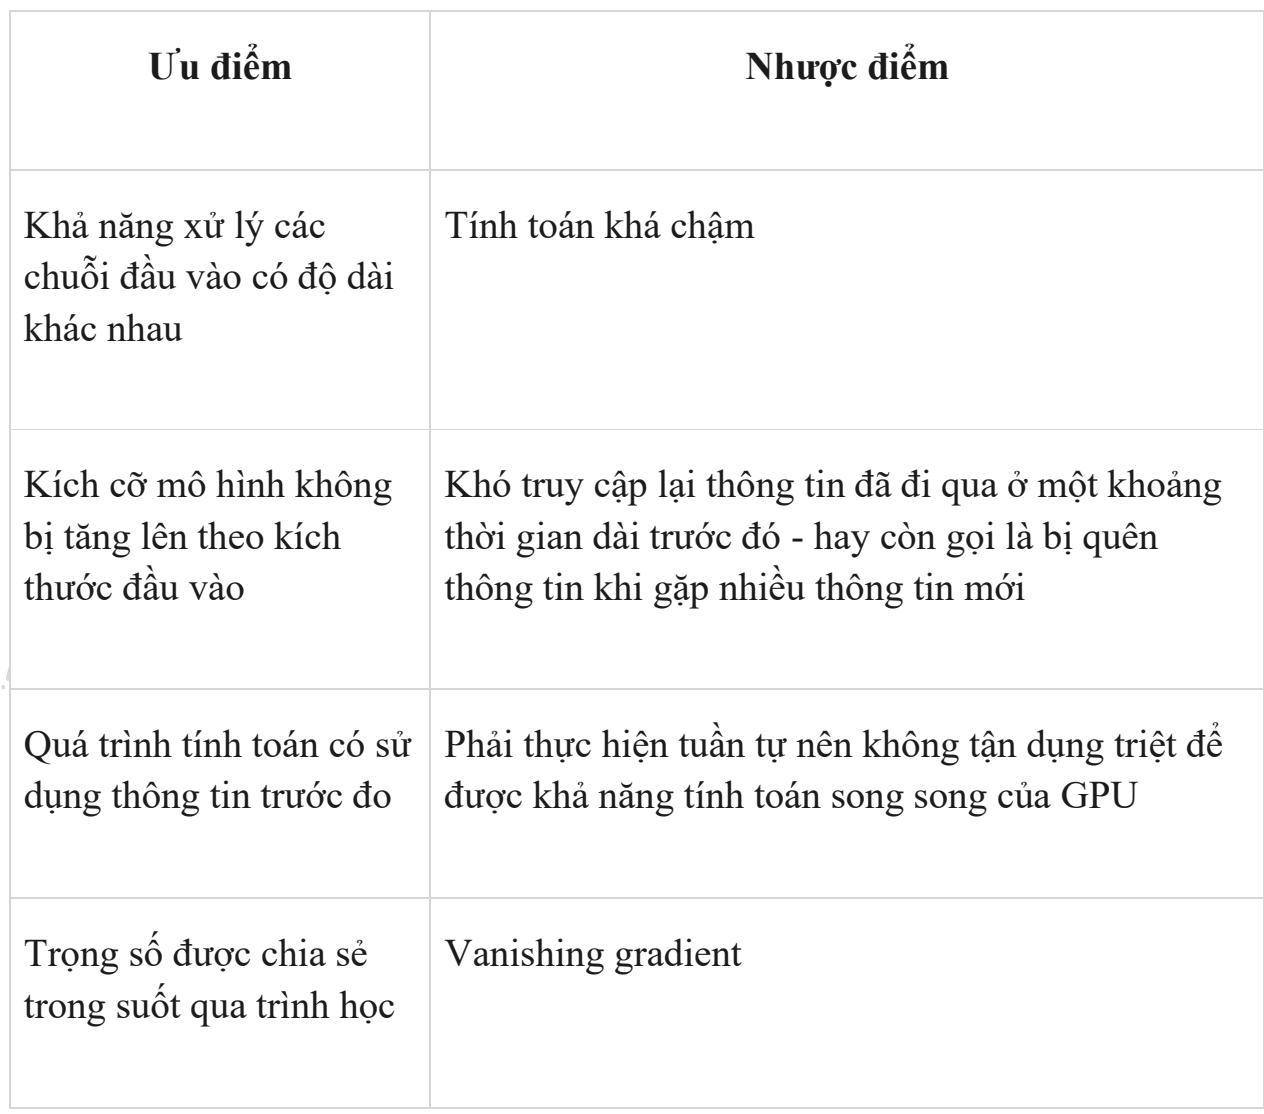 Ưu điểm
Nhược điểm
Khả năng xử lý các
chuỗi đầu vào có độ dài
khác nhau
Tính toán khá chậm
Kích cỡ mô hình không
bị tăng lên theo kích
thước đầu vào
Khó truy cập lại thông tin đã đi qua ở một khoảng
thời gian dài trước đó - hay còn gọi là bị quên
thông tin khi gặp nhiều thông tin mới
Quá trình tính toán có sử
dụng thông tin trước đo
Phải thực hiện tuần tự nên không tận dụng triệt để
được khả năng tính toán song song của GPU
Trọng số được chia sẻ
trong suốt qua trình học
Vanishing gradient